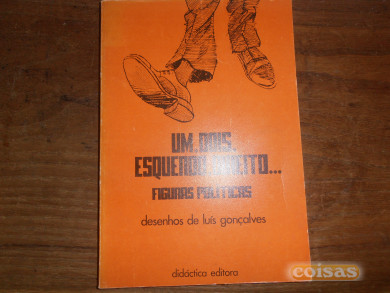 UM, DOIS,
ESQUERDO DIREITO...
FIGURAS POLÍTICAS
desenhos de luís gonçalves
didáctica editora
coisas